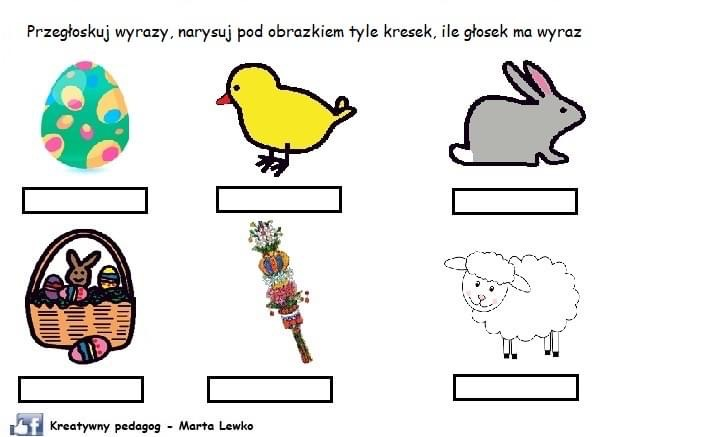 Przegłoskuj wyrazy, narysuj pod obrazkiem tyle kresek, ile głosek ma wyraz
Kreatywny pedagog - Marta Lewko